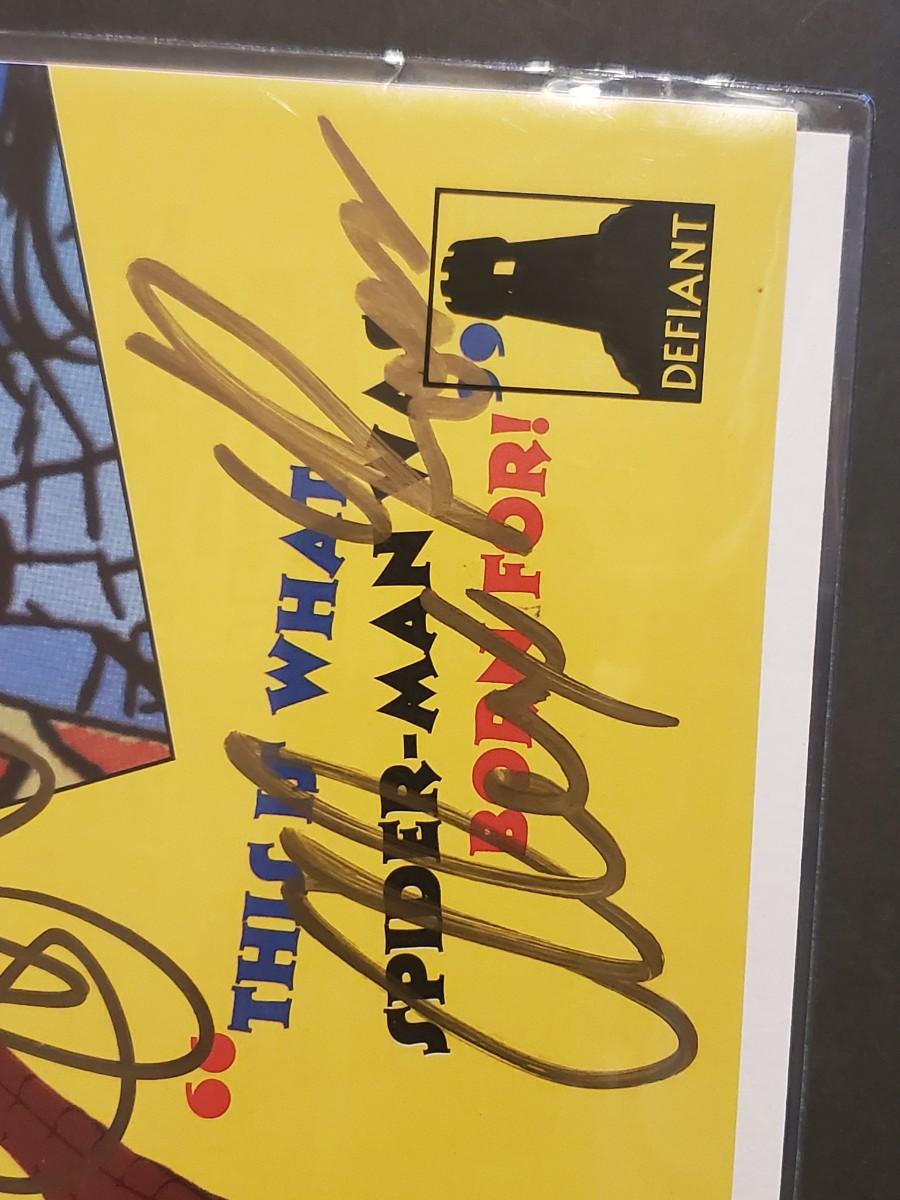 "THIS IS WHAT
SPIDER-MAN WAS
BORN FOR!"
DEFIANT